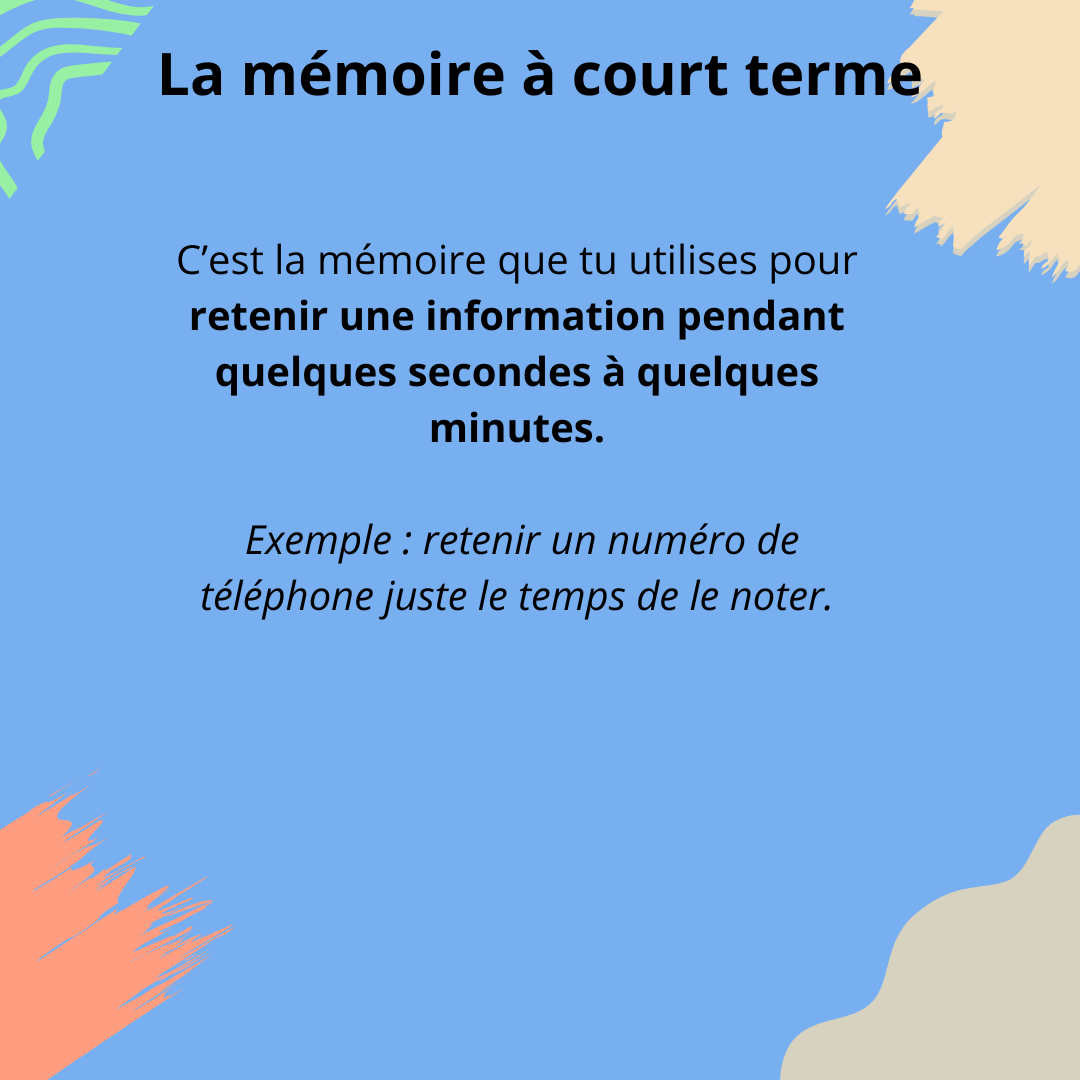 La mémoire à court terme
C’est la mémoire que tu utilises pour
retenir une information pendant
quelques secondes à quelques
minutes.
Exemple : retenir un numéro de
téléphone juste le temps de le noter.